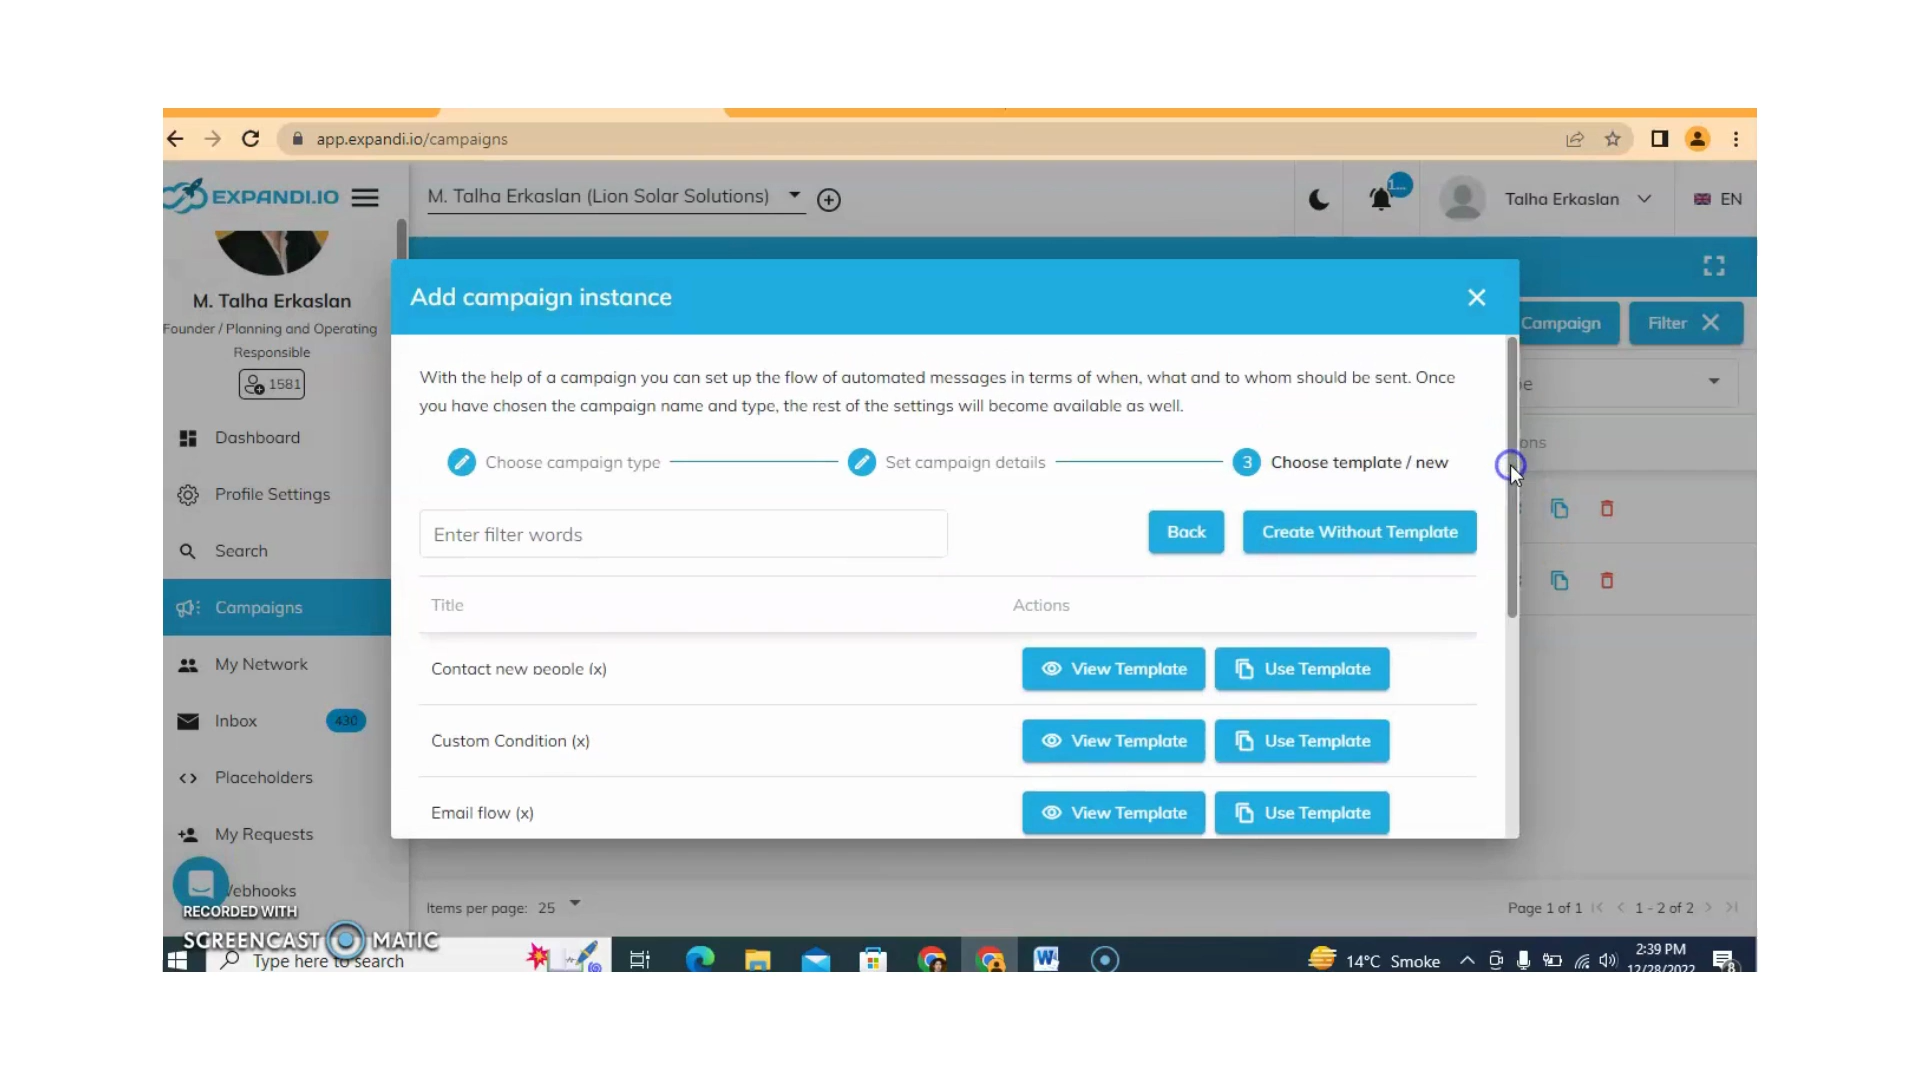 app.expandi.io/campaigns
EXPANDI.IO
M. Talha Erkaslan (Lion Solar Solutions)
Talha Erkaslan
EN
M. Talha Erkaslan
Founder / Planning and Operating
Responsible
1581
Dashboard
Profile Settings
Search
Campaigns
My Network
Inbox
430
Placeholders
My Requests
Webhooks
Add campaign instance
Campaign
Filter
With the help of a campaign you can set up the flow of automated messages in terms of when, what and to whom should be sent. Once
you have chosen the campaign name and type, the rest of the settings will become available as well.
Choose campaign type
Set campaign details
3 Choose template / new
Enter filter words
Back
Create Without Template
Title
Actions
Contact new people (x)
View Template
Use Template
Custom Condition (x)
View Template
Use Template
Email flow (x)
View Template
Use Template
Items per page: 25
Page 1 of 1
1 - 2 of 2
RECORDED WITH
SCREENCAST MATIC
Type here to search
14°C Smoke
2:39 PM
12/28/2022
8